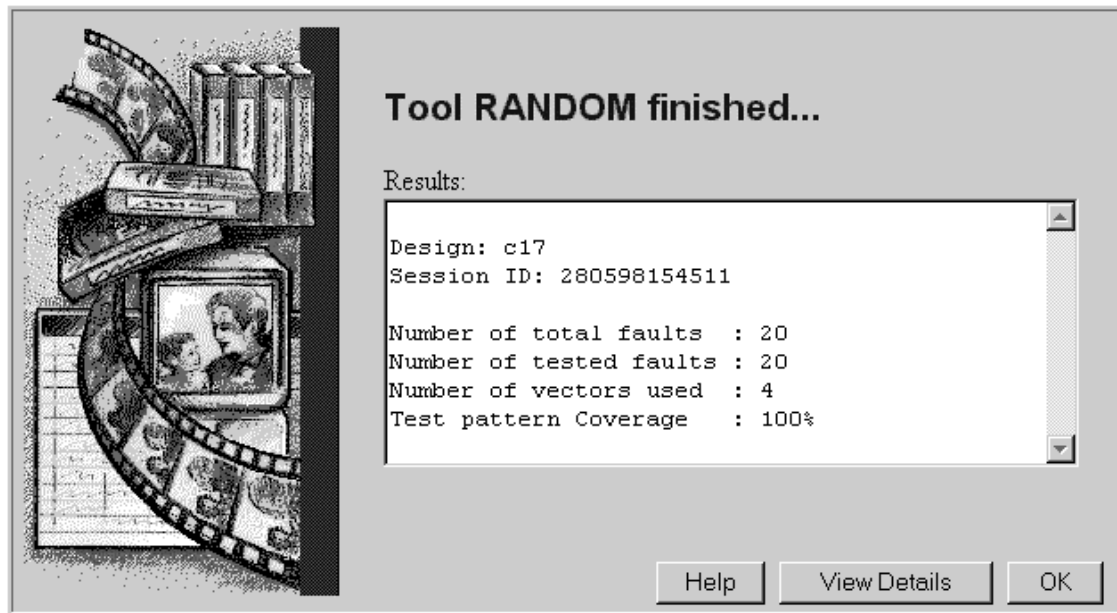 Tool RANDOM finished...
Results:
Design: c17
Session ID: 280598154511
Number of total faults : 20
Number of tested faults : 20
Number of vectors used : 4
Test pattern Coverage : 100%
Help
View Details
OK